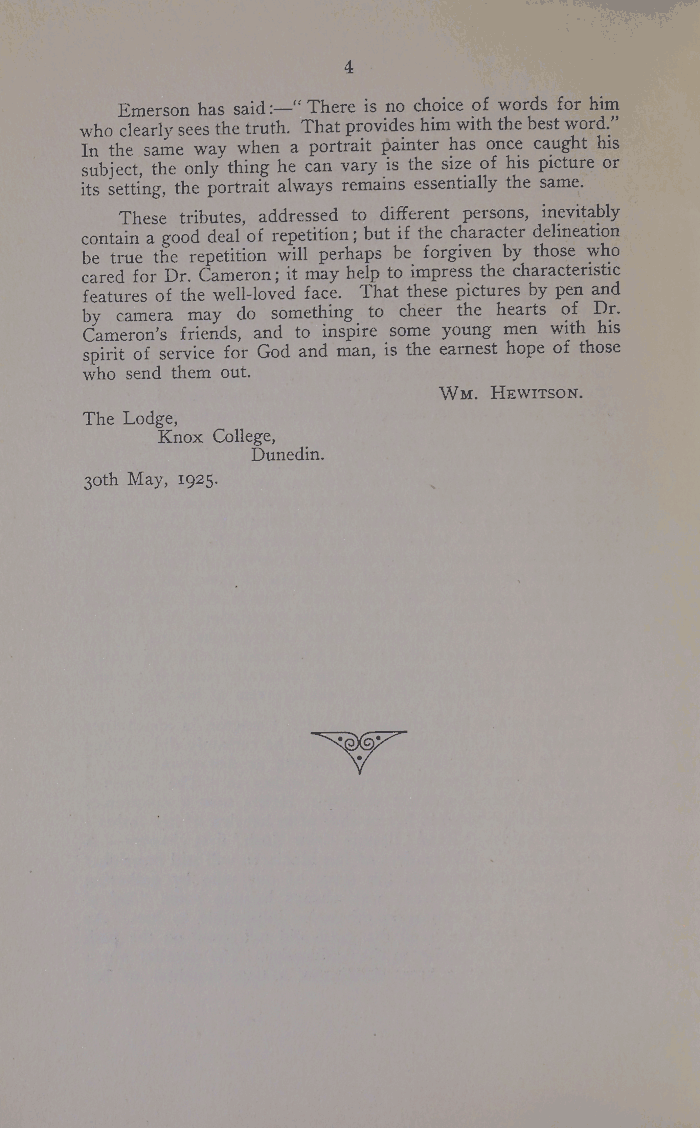 4
Emerson has said:—“ There is no choice of words for him
who clearly sees the truth. That provides him with the best word.”
In the same way when a portrait painter has once caught his
subject, the only thing he can vary is the size of his picture or
its setting, the portrait always remains essentially the same.
These tributes, addressed to different persons, inevitably
contain a good deal of repetition; but if the character delineation
be true the repetition will perhaps be forgiven by those who
cared for Dr. Cameron; it may help to impress the characteristic
features of the well-loved face. That these pictures by pen and
by camera may do something to cheer the hearts of Dr.
Cameron’s friends, and to inspire some young men with his
spirit of service for God and man, is the earnest hope of those
who send them out.
Wm. Hewitson.
The Lodge,
Knox College,
Dunedin.
30th May, 1925.